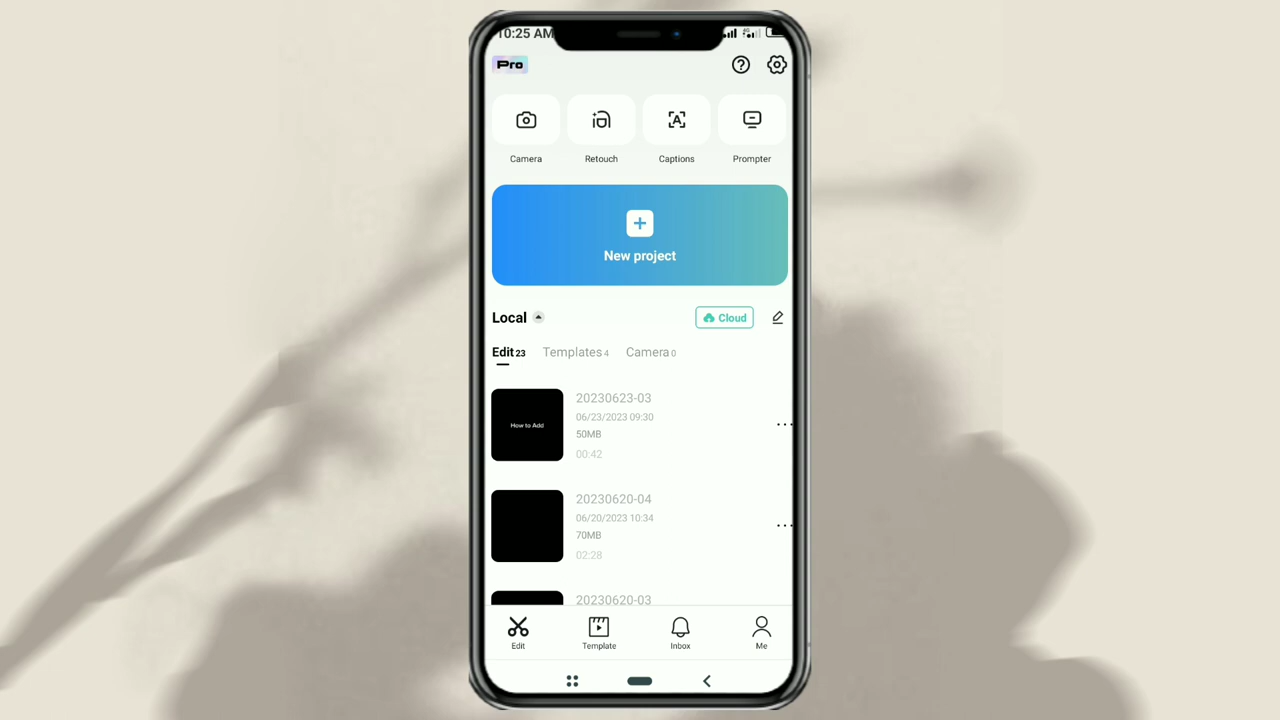 10:25 AM
Pro
Camera
Retouch
Captions
Prompter
New project
Local
Cloud
Edit 23
Templates 4
Camera 0
How to Add
20230623-03
06/23/2023 09:30
50MB
00:42
20230620-04
06/20/2023 10:34
70MB
02:28
20230620-03
Edit
Template
Inbox
Me